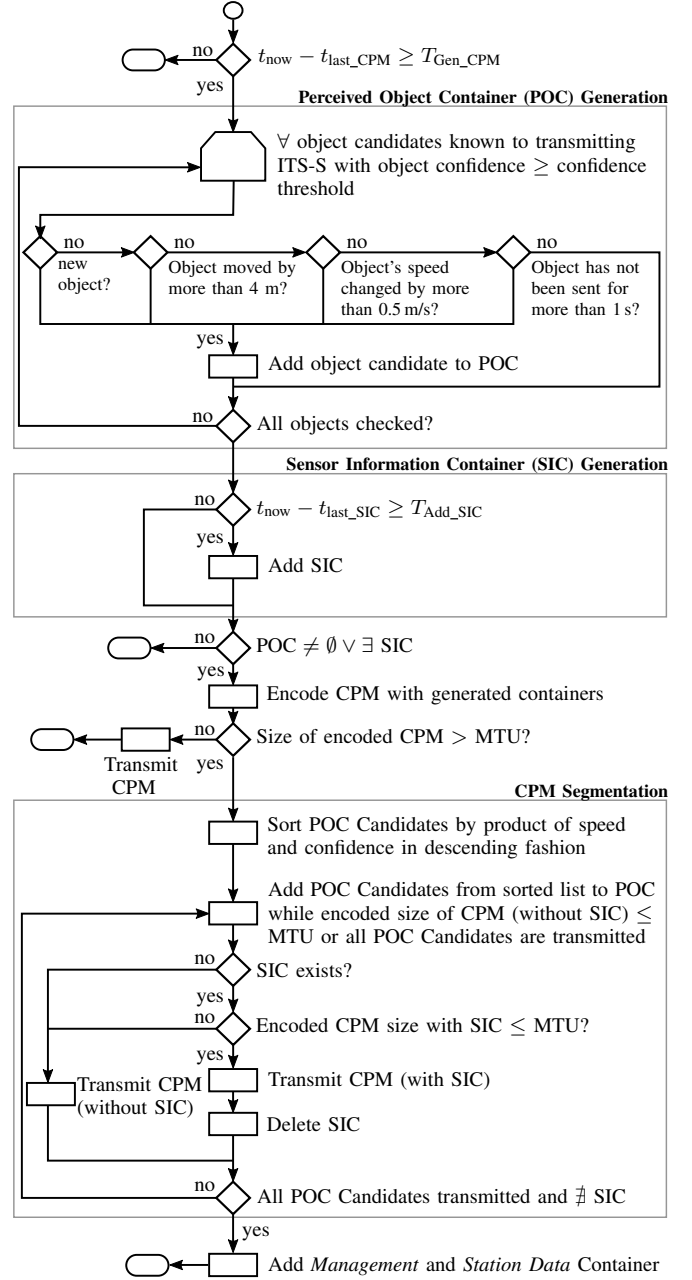 no
t_now − t_last_CPM ≥ T_Gen_CPM
yes
Perceived Object Container (POC) Generation
∀ object candidates known to transmitting
ITS-S with object confidence ≥ confidence
threshold
no
no
no
no
new
object?
Object moved by
more than 4 m?
Object's speed
changed by more
than 0.5 m/s?
Object has not
been sent for
more than 1 s?
yes
Add object candidate to POC
no
All objects checked?
Sensor Information Container (SIC) Generation
no
t_now − t_last_SIC ≥ T_Add_SIC
yes
Add SIC
no
POC ≠ ∅ ∨ ∃ SIC
yes
Encode CPM with generated containers
no
Size of encoded CPM > MTU?
Transmit
CPM
yes
CPM Segmentation
Sort POC Candidates by product of speed
and confidence in descending fashion
Add POC Candidates from sorted list to POC
while encoded size of CPM (without SIC) ≤
MTU or all POC Candidates are transmitted
no
SIC exists?
yes
no
Encoded CPM size with SIC ≤ MTU?
yes
Transmit CPM
(without SIC)
Transmit CPM (with SIC)
Delete SIC
no
All POC Candidates transmitted and ∄ SIC
yes
Add Management and Station Data Container